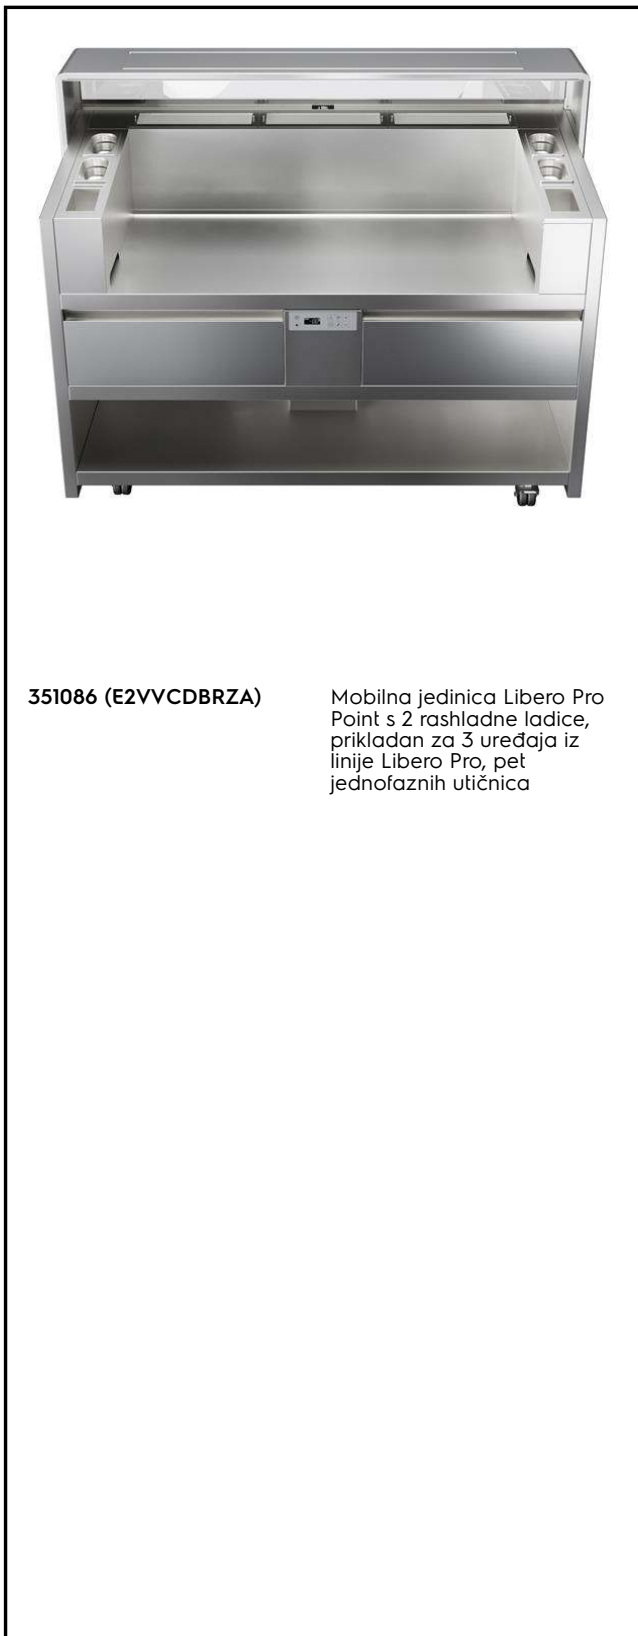 351086 (E2VVCDBRZA)
Mobilna jedinica Libero Pro
Point s 2 rashladne ladice,
prikladan za 3 uređaja iz
linije Libero Pro, pet
jednofaznih utičnica